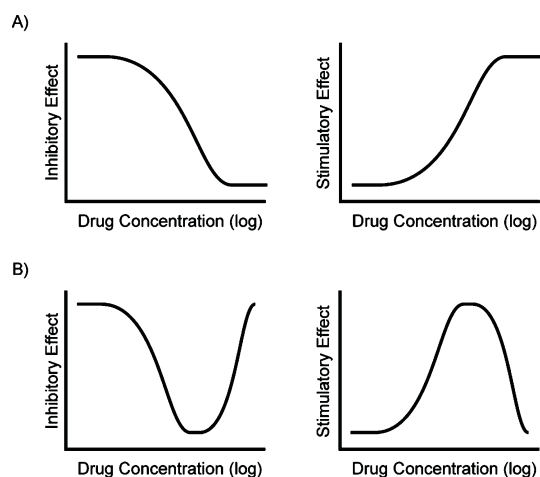 A)
Inhibitory Effect
Drug Concentration (log)
Stimulatory Effect
Drug Concentration (log)
B)
Inhibitory Effect
Drug Concentration (log)
Stimulatory Effect
Drug Concentration (log)